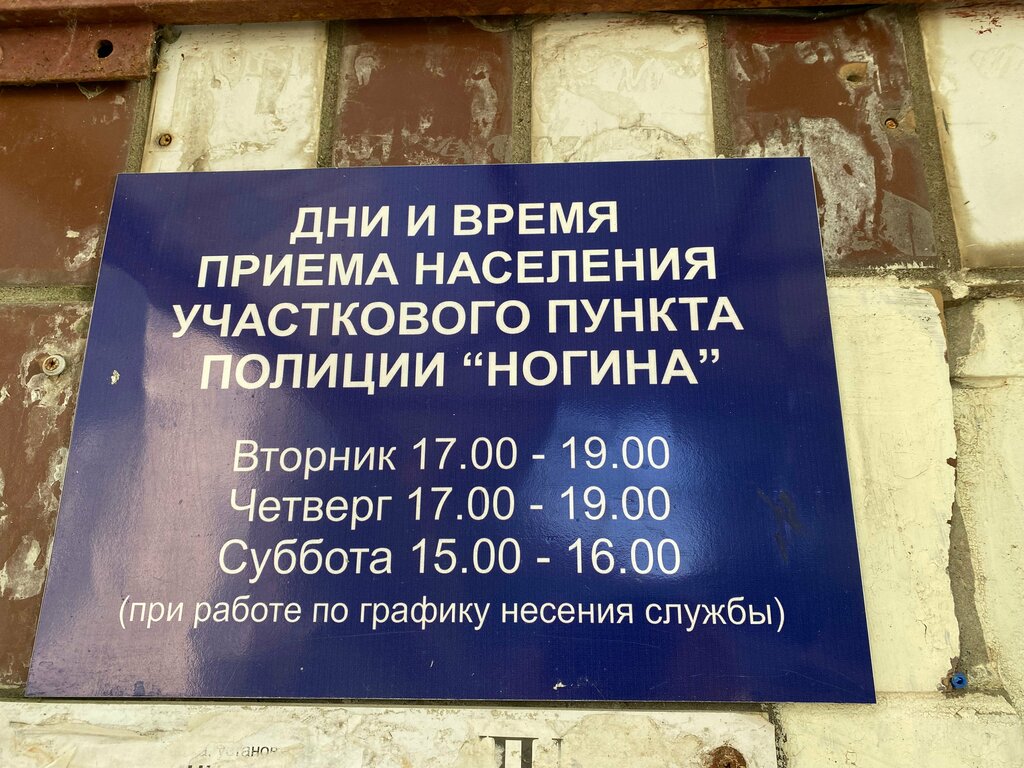 ДНИ И ВРЕМЯ
ПРИЕМА НАСЕЛЕНИЯ
УЧАСТКОВОГО ПУНКТА
ПОЛИЦИИ “НОГИНА”
Вторник 17.00 - 19.00
Четверг 17.00 - 19.00
Суббота 15.00 - 16.00
(при работе по графику несения службы)